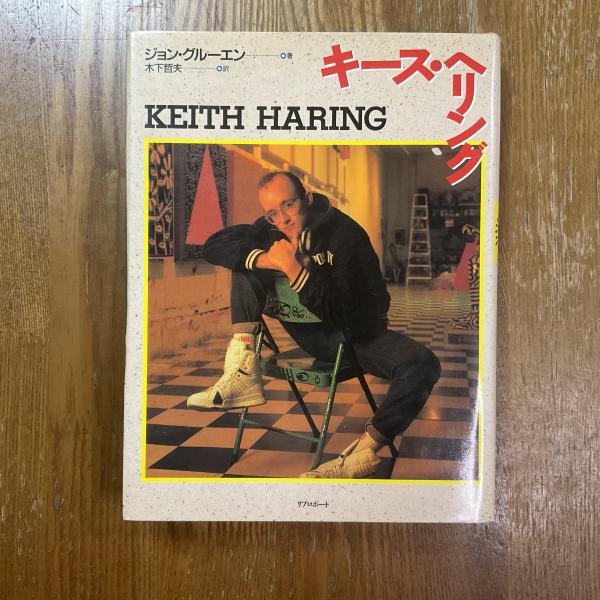 ジョン・グルーエン 著
木下哲夫 訳
キース・ヘリング
KEITH HARING
リブロポート